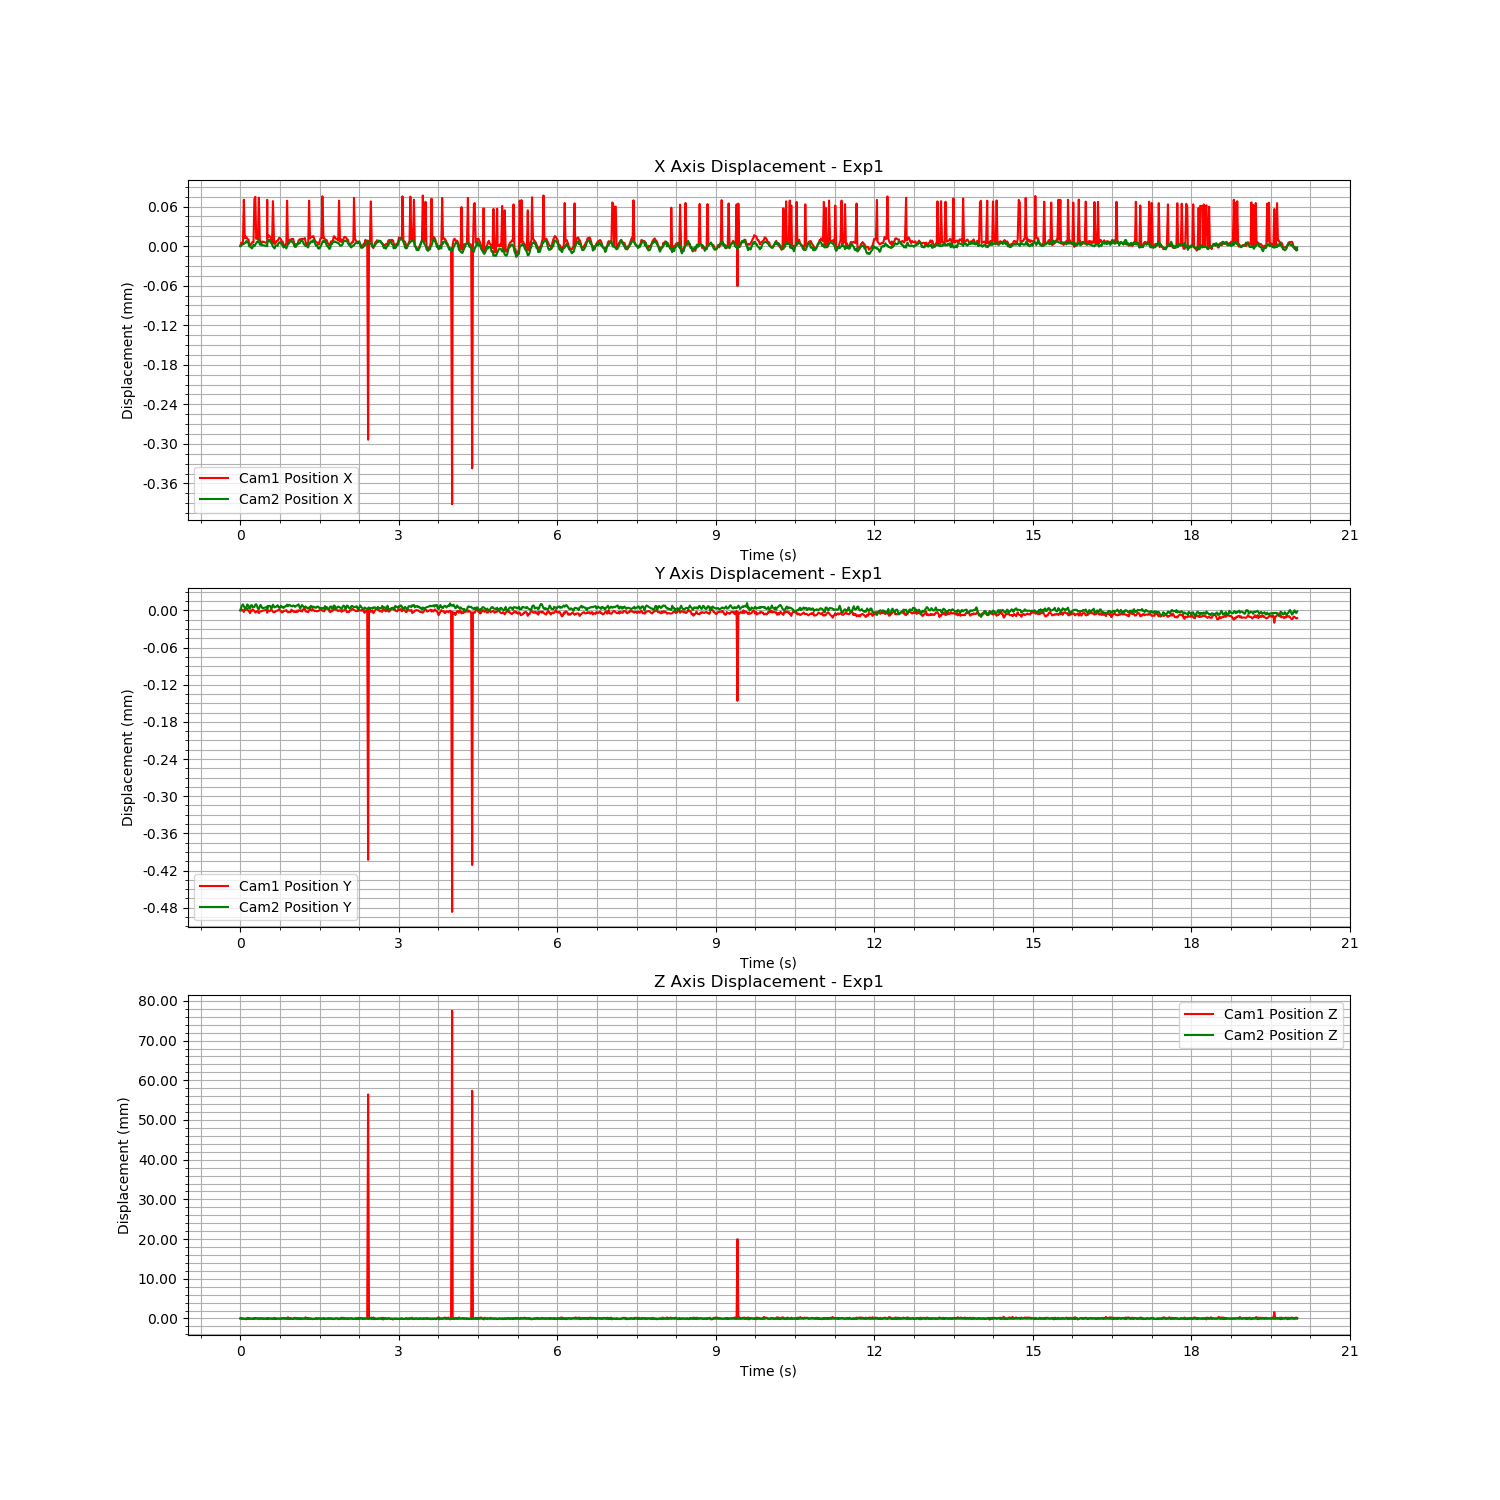 X Axis Displacement - Exp1
0.06
0.00
-0.06
-0.12
-0.18
-0.24
-0.30
-0.36
Displacement (mm)
Cam1 Position X
Cam2 Position X
0 3 6 9 12 15 18 21
Time (s)
Y Axis Displacement - Exp1
0.00
-0.06
-0.12
-0.18
-0.24
-0.30
-0.36
-0.42
-0.48
Displacement (mm)
Cam1 Position Y
Cam2 Position Y
0 3 6 9 12 15 18 21
Time (s)
Z Axis Displacement - Exp1
80.00
70.00
60.00
50.00
40.00
30.00
20.00
10.00
0.00
Displacement (mm)
Cam1 Position Z
Cam2 Position Z
0 3 6 9 12 15 18 21
Time (s)